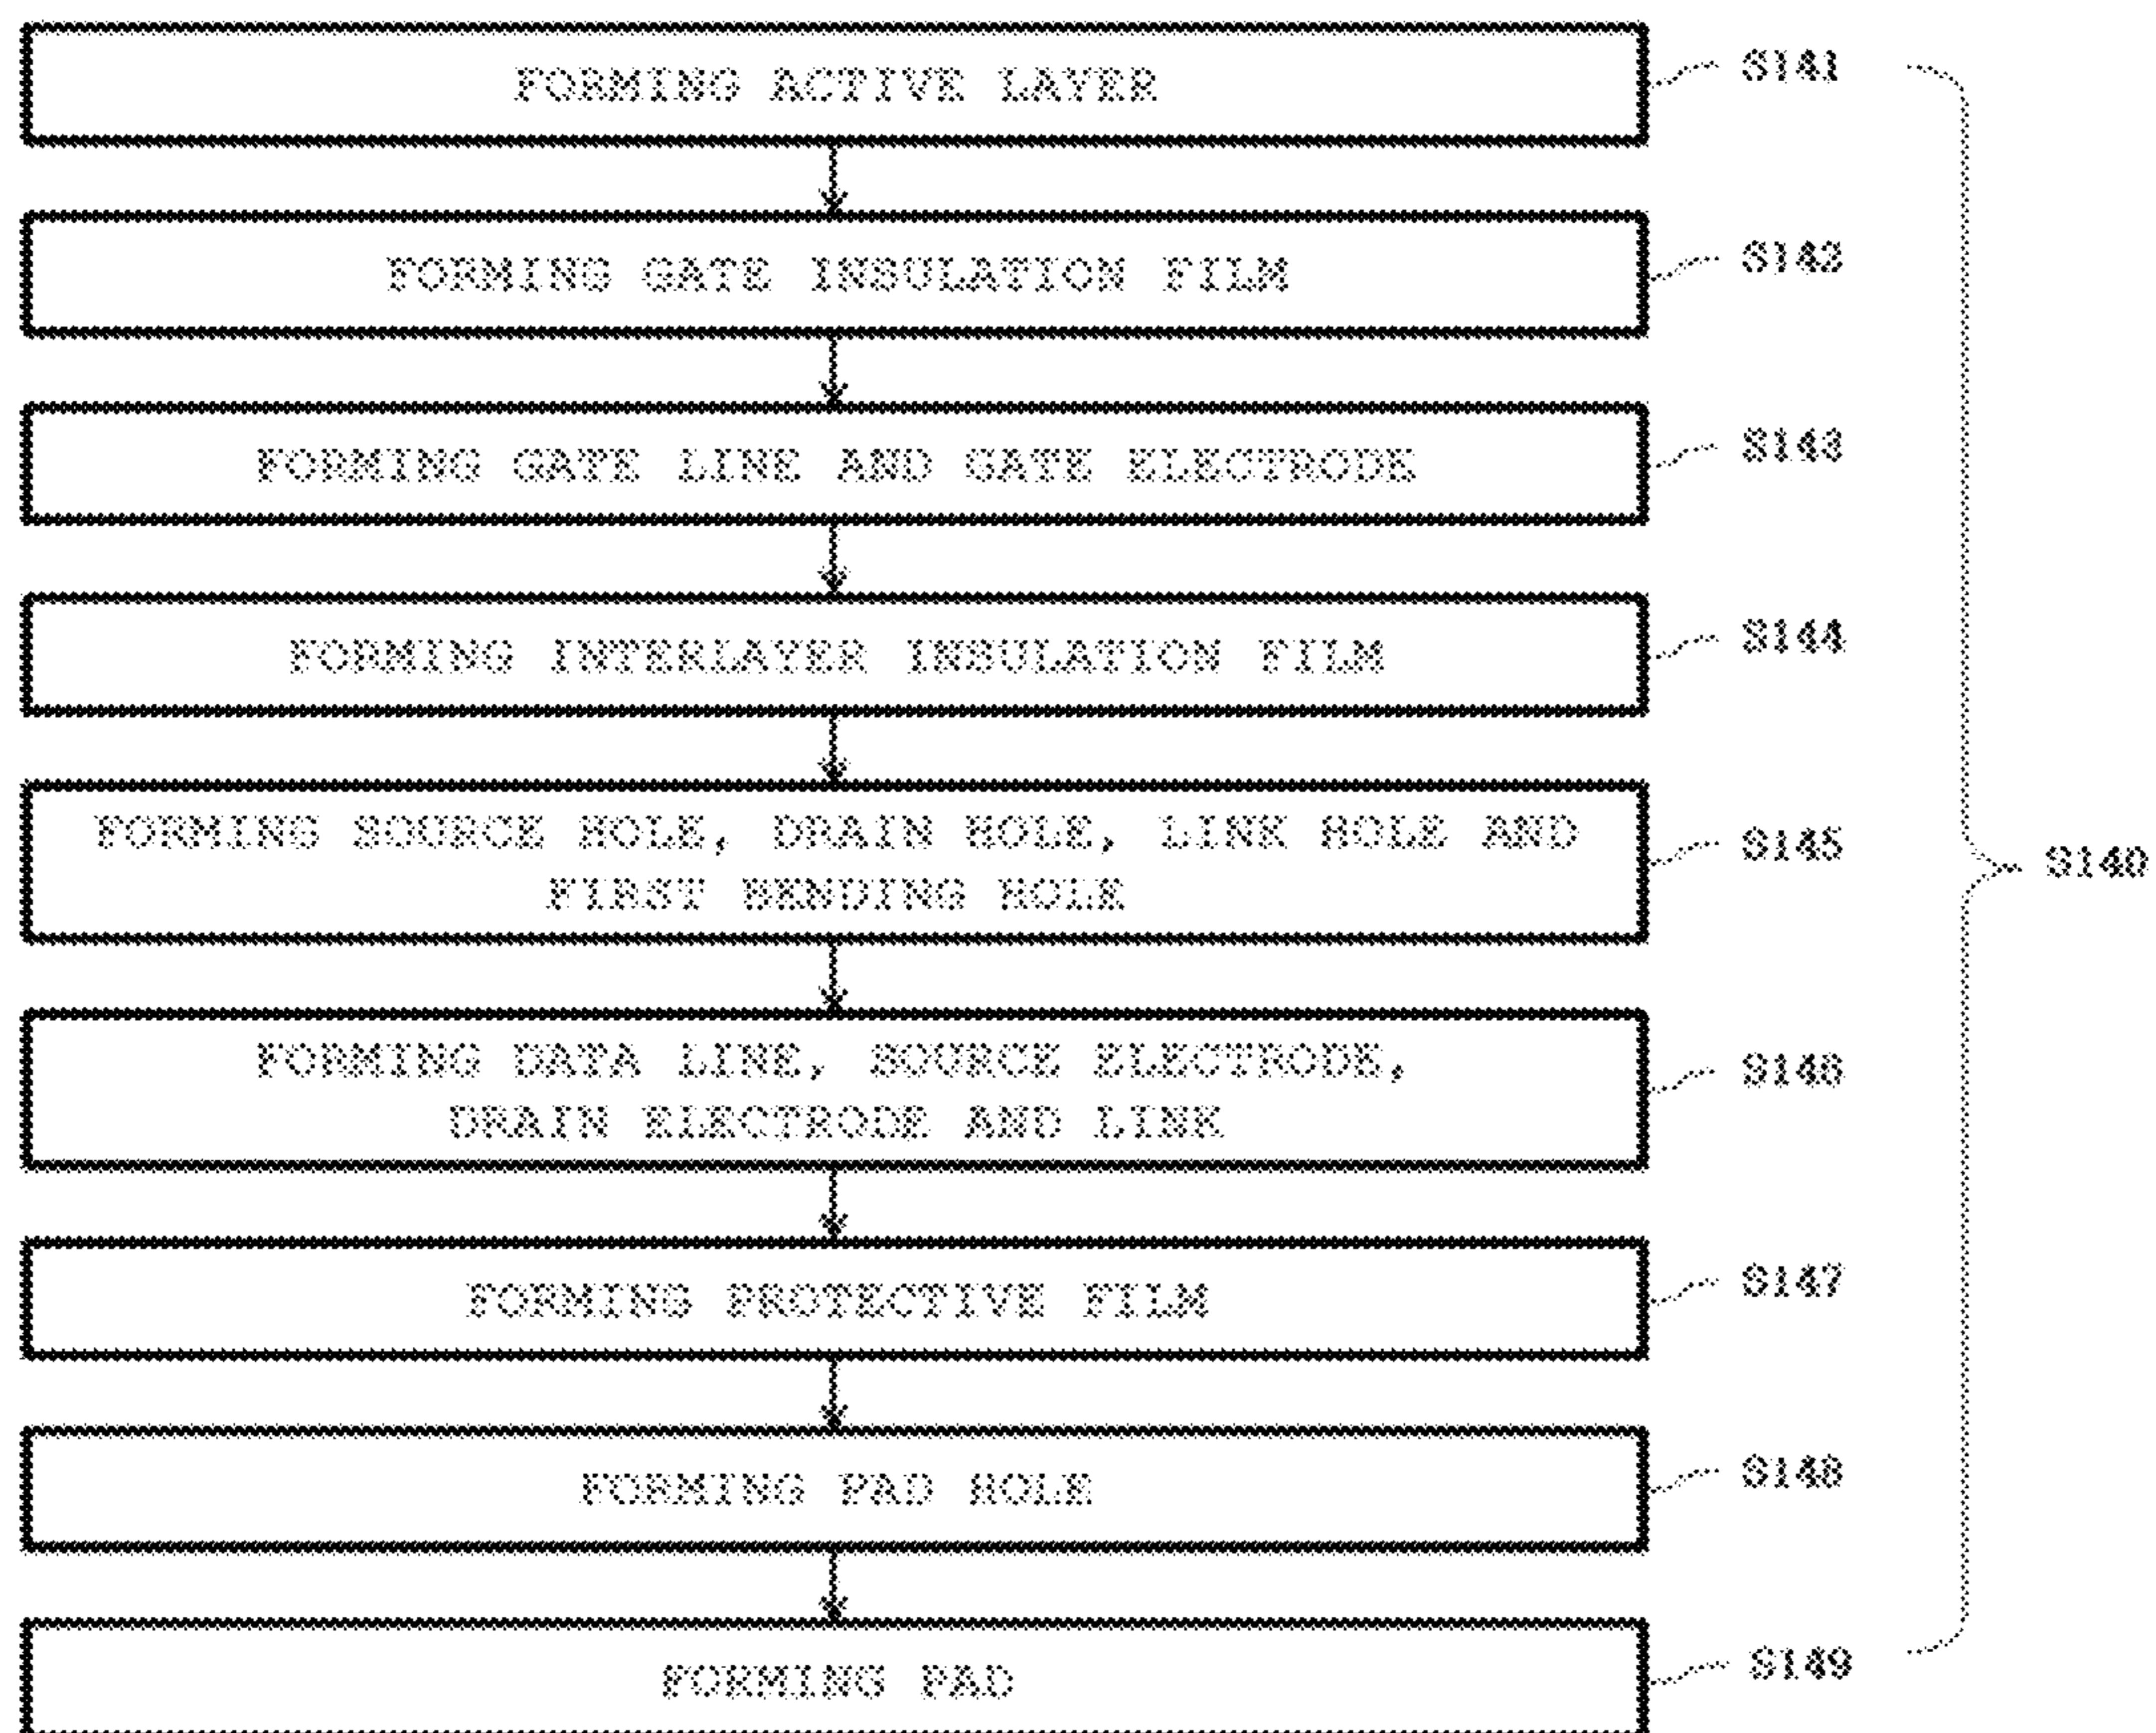 FORMING ACTIVE LAYER
S141
FORMING GATE INSULATION FILM
S142
FORMING GATE LINE AND GATE ELECTRODE
S143
FORMING INTERLAYER INSULATION FILM
S144
FORMING SOURCE HOLE, DRAIN HOLE, LINK HOLE AND
FIRST BENDING HOLE
S145
S140
FORMING DATA LINE, SOURCE ELECTRODE,
DRAIN ELECTRODE AND LINK
S146
FORMING PROTECTIVE FILM
S147
FORMING PAD HOLE
S148
FORMING PAD
S149